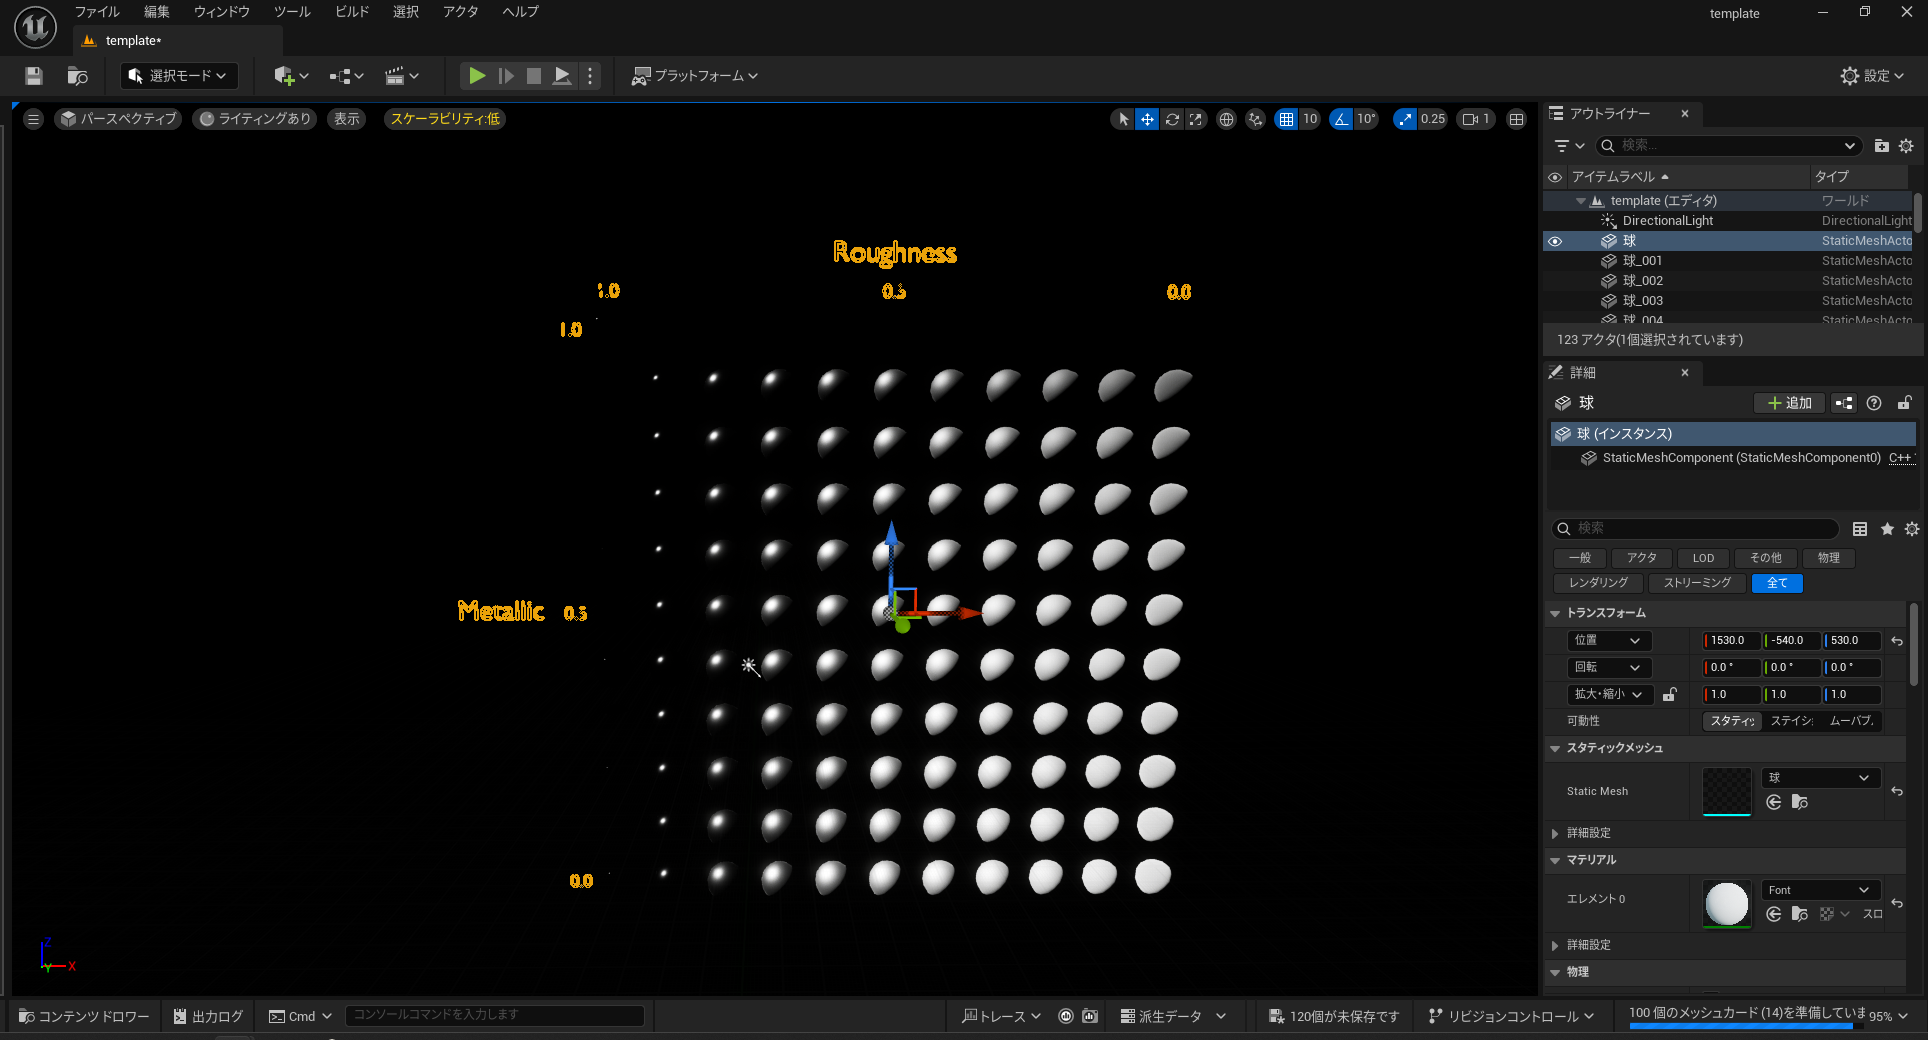 ファイル 編集 ウィンドウ ツール ビルド 選択 アクタ ヘルプ
template
template*
選択モード
プラットフォーム
設定
パースペクティブ ライティングあり 表示 スケーラビリティ:低
10 10° 0.25 1
Roughness
1.0 0.5 0.0
1.0
Metallic 0.5
0.0
Z
Y X
アウトライナー
検索...
アイテムラベル タイプ
template (エディタ) ワールド
DirectionalLight DirectionalLight
球 StaticMeshActo
球_001 StaticMeshActo
球_002 StaticMeshActo
球_003 StaticMeshActo
球_004 StaticMeshActo
123 アクタ(1個選択されています)
詳細
球 追加
球 (インスタンス)
StaticMeshComponent (StaticMeshComponent0) C++
検索
一般 アクタ LOD その他 物理
レンダリング ストリーミング 全て
トランスフォーム
位置 1530.0 -540.0 530.0
回転 0.0 ° 0.0 ° 0.0 °
拡大・縮小 1.0 1.0 1.0
可動性 スタティッ ステイシ ムーバブ
スタティックメッシュ
Static Mesh 球
詳細設定
マテリアル
エレメント 0 Font
スロ
詳細設定
物理
コンテンツドロワー 出力ログ Cmd コンソールコマンドを入力します トレース 派生データ 120個が未保存です リビジョンコントロール 100 個のメッシュカード (14)を準備していま 95%